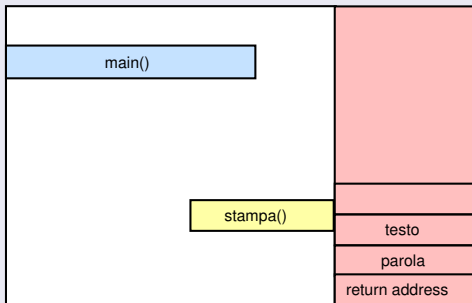 main()
stampa()
testo
parola
return address